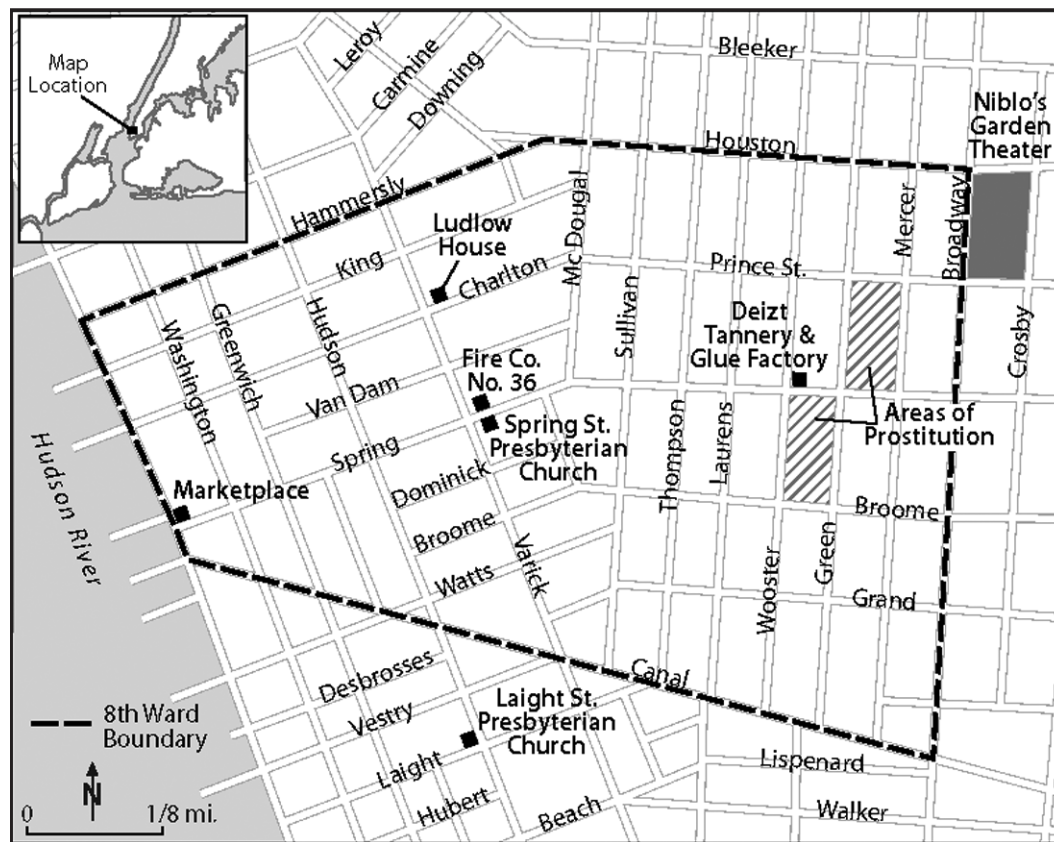 Map
Location
Leroy
Carmine
Downing
Bleeker
Niblo's
Garden
Theater
Houston
Hammersly
Mc Dougal
Mercer
Broadway
Ludlow
House
King
Charlton
Prince St.
Sullivan
Crosby
Washington
Greenwich
Hudson
Deizt
Tannery &
Glue Factory
Fire Co.
No. 36
Van Dam
Spring St.
Presbyterian
Church
Spring
Areas of
Prostitution
Thompson
Laurens
Hudson River
Marketplace
Dominick
Broome
Watts
Varick
Broome
Wooster
Green
Grand
Canal
Desbrosses
Vestry
Laight St.
Presbyterian
Church
Laight
Hubert
Beach
Lispenard
Walker
8th Ward
Boundary
N
0 1/8 mi.